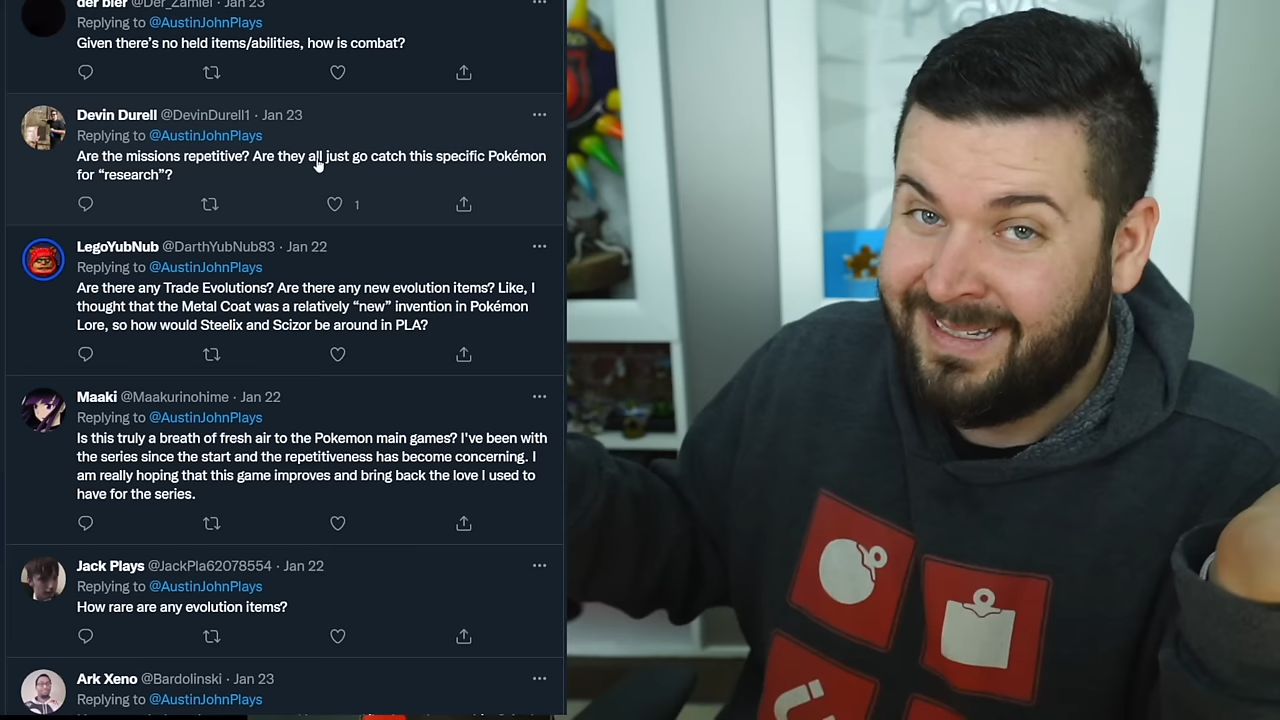 der bier @Der_Zamiel · Jan 23
Replying to @AustinJohnPlays
Given there's no held items/abilities, how is combat?
Devin Durell @DevinDurell1 · Jan 23
Replying to @AustinJohnPlays
Are the missions repetitive? Are they all just go catch this specific Pokémon
for “research”?
1
LegoYubNub @DarthYubNub83 · Jan 22
Replying to @AustinJohnPlays
Are there any Trade Evolutions? Are there any new evolution items? Like, I
thought that the Metal Coat was a relatively “new” invention in Pokémon
Lore, so how would Steelix and Scizor be around in PLA?
Maaki @Maakurinohime · Jan 22
Replying to @AustinJohnPlays
Is this truly a breath of fresh air to the Pokemon main games? I've been with
the series since the start and the repetitiveness has become concerning. I
am really hoping that this game improves and bring back the love I used to
have for the series.
Jack Plays @JackPla62078554 · Jan 22
Replying to @AustinJohnPlays
How rare are any evolution items?
Ark Xeno @Bardolinski · Jan 23
Replying to @AustinJohnPlays